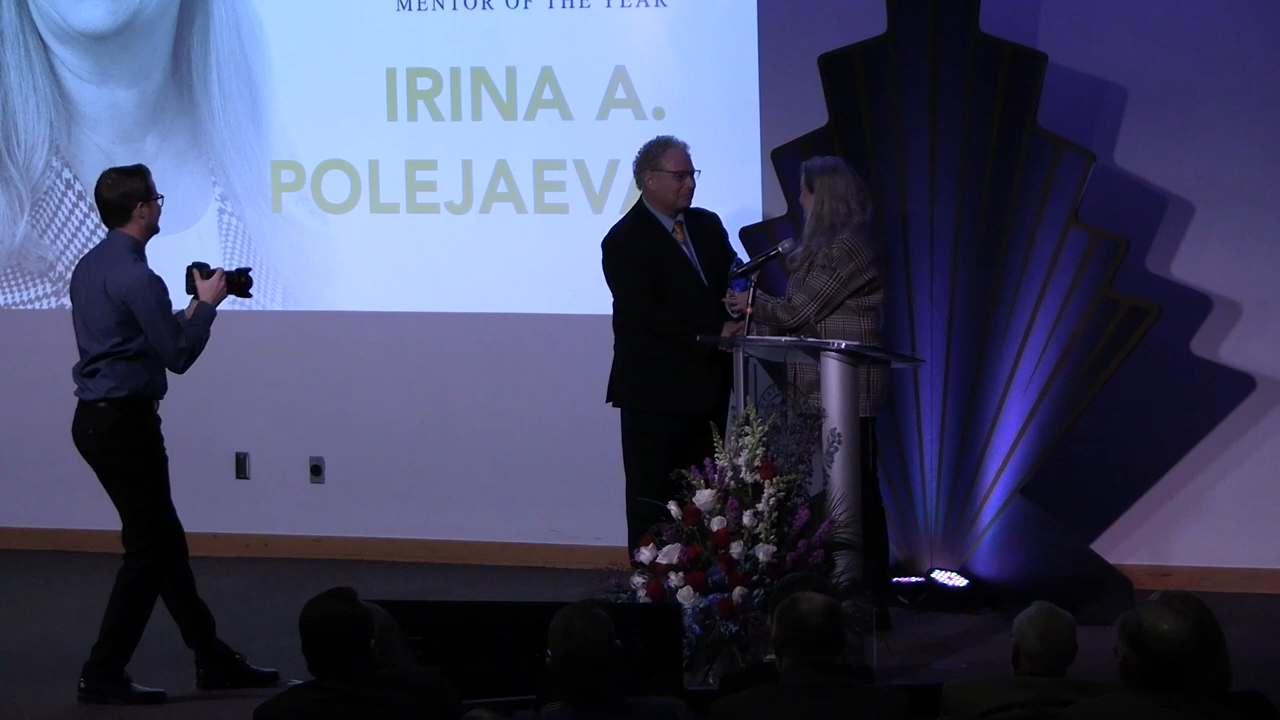 MENTOR OF THE YEAR
IRINA A.
POLEJAEVA